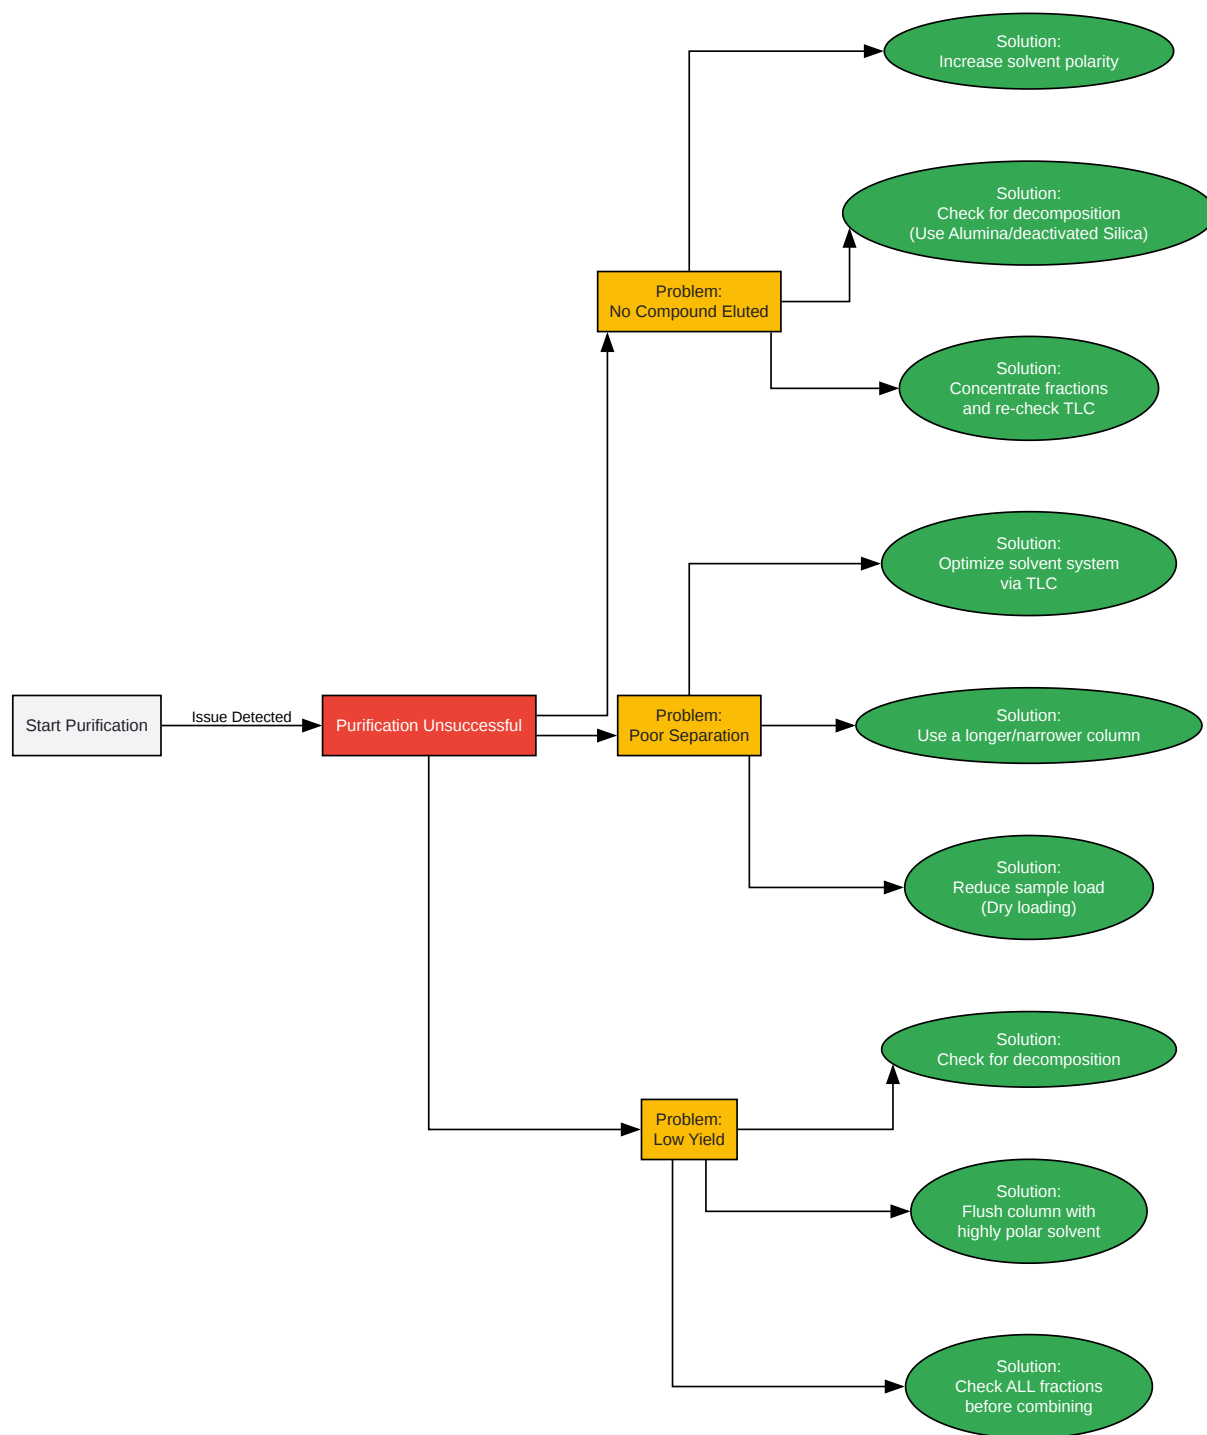 Start Purification
Issue Detected
Purification Unsuccessful
Problem:
No Compound Eluted
Solution:
Increase solvent polarity
Solution:
Check for decomposition
(Use Alumina/deactivated Silica)
Solution:
Concentrate fractions
and re-check TLC
Problem:
Poor Separation
Solution:
Optimize solvent system
via TLC
Solution:
Use a longer/narrower column
Solution:
Reduce sample load
(Dry loading)
Problem:
Low Yield
Solution:
Check for decomposition
Solution:
Flush column with
highly polar solvent
Solution:
Check ALL fractions
before combining